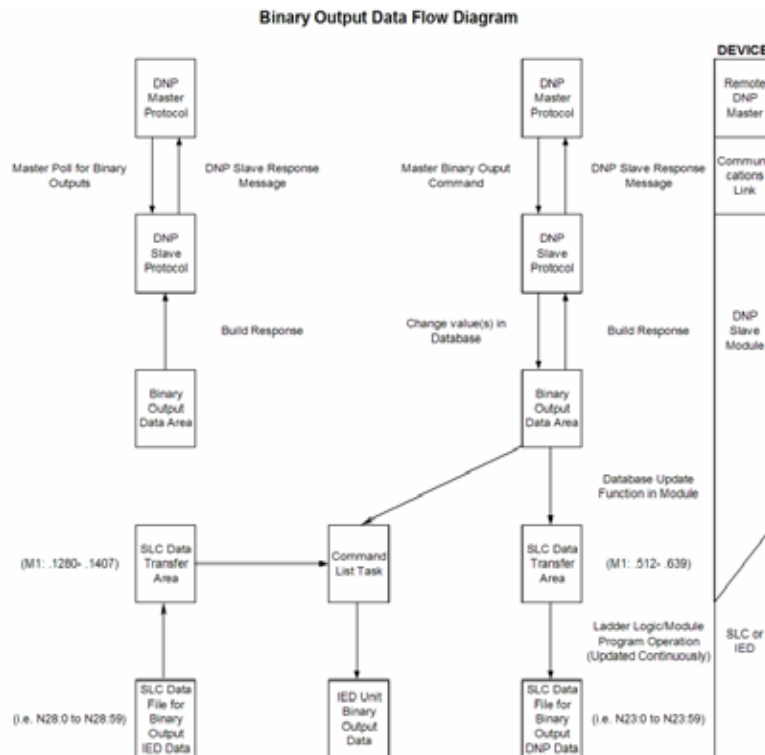 Binary Output Data Flow Diagram
DEVICE
DNP
Master
Protocol
DNP
Master
Protocol
Remote
DNP
Master
Master Poll for Binary
Outputs
DNP Slave Response
Message
Master Binary Ouput
Command
DNP Slave Response
Message
Communi
cations
Link
DNP
Slave
Protocol
DNP
Slave
Protocol
Build Response
Change value(s) in
Database
Build Response
DNP
Slave
Module
Binary
Output
Data Area
Binary
Output
Data Area
Database Update
Function in Module
(M1: .1280- .1407)
SLC Data
Transfer
Area
Command
List Task
SLC Data
Transfer
Area
(M1: .512- .639)
Ladder Logic/Module
Program Operation
(Updated Continuously)
SLC or
IED
(i.e. N28:0 to N28:59)
SLC Data
File for
Binary
Output
IED Data
IED Unit
Binary
Output
Data
SLC Data
File for
Binary
Output
DNP Data
(i.e. N23:0 to N23:59)